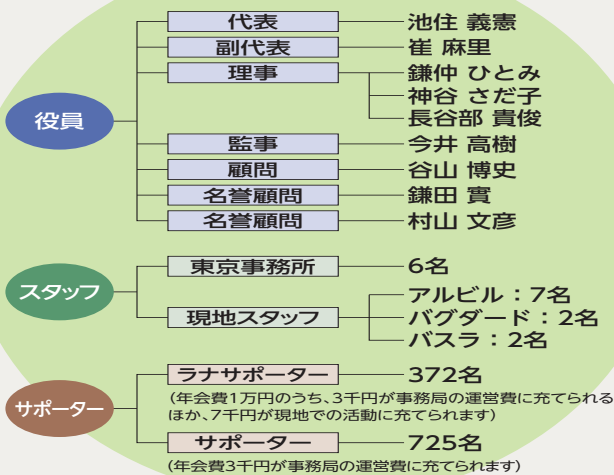 役員
代表 池住 義憲
副代表 崔 麻里
理事 鎌仲 ひとみ
神谷 さだ子
長谷部 貴俊
監事 今井 高樹
顧問 谷山 博史
名誉顧問 鎌田 實
名誉顧問 村山 文彦
スタッフ
東京事務所 6名
現地スタッフ アルビル：7名
バグダード：2名
バスラ：2名
サポーター
ラナサポーター 372名
(年会費1万円のうち、3千円が事務局の運営費に充てられる
ほか、7千円が現地での活動に充てられます)
サポーター 725名
(年会費3千円が事務局の運営費に充てられます)